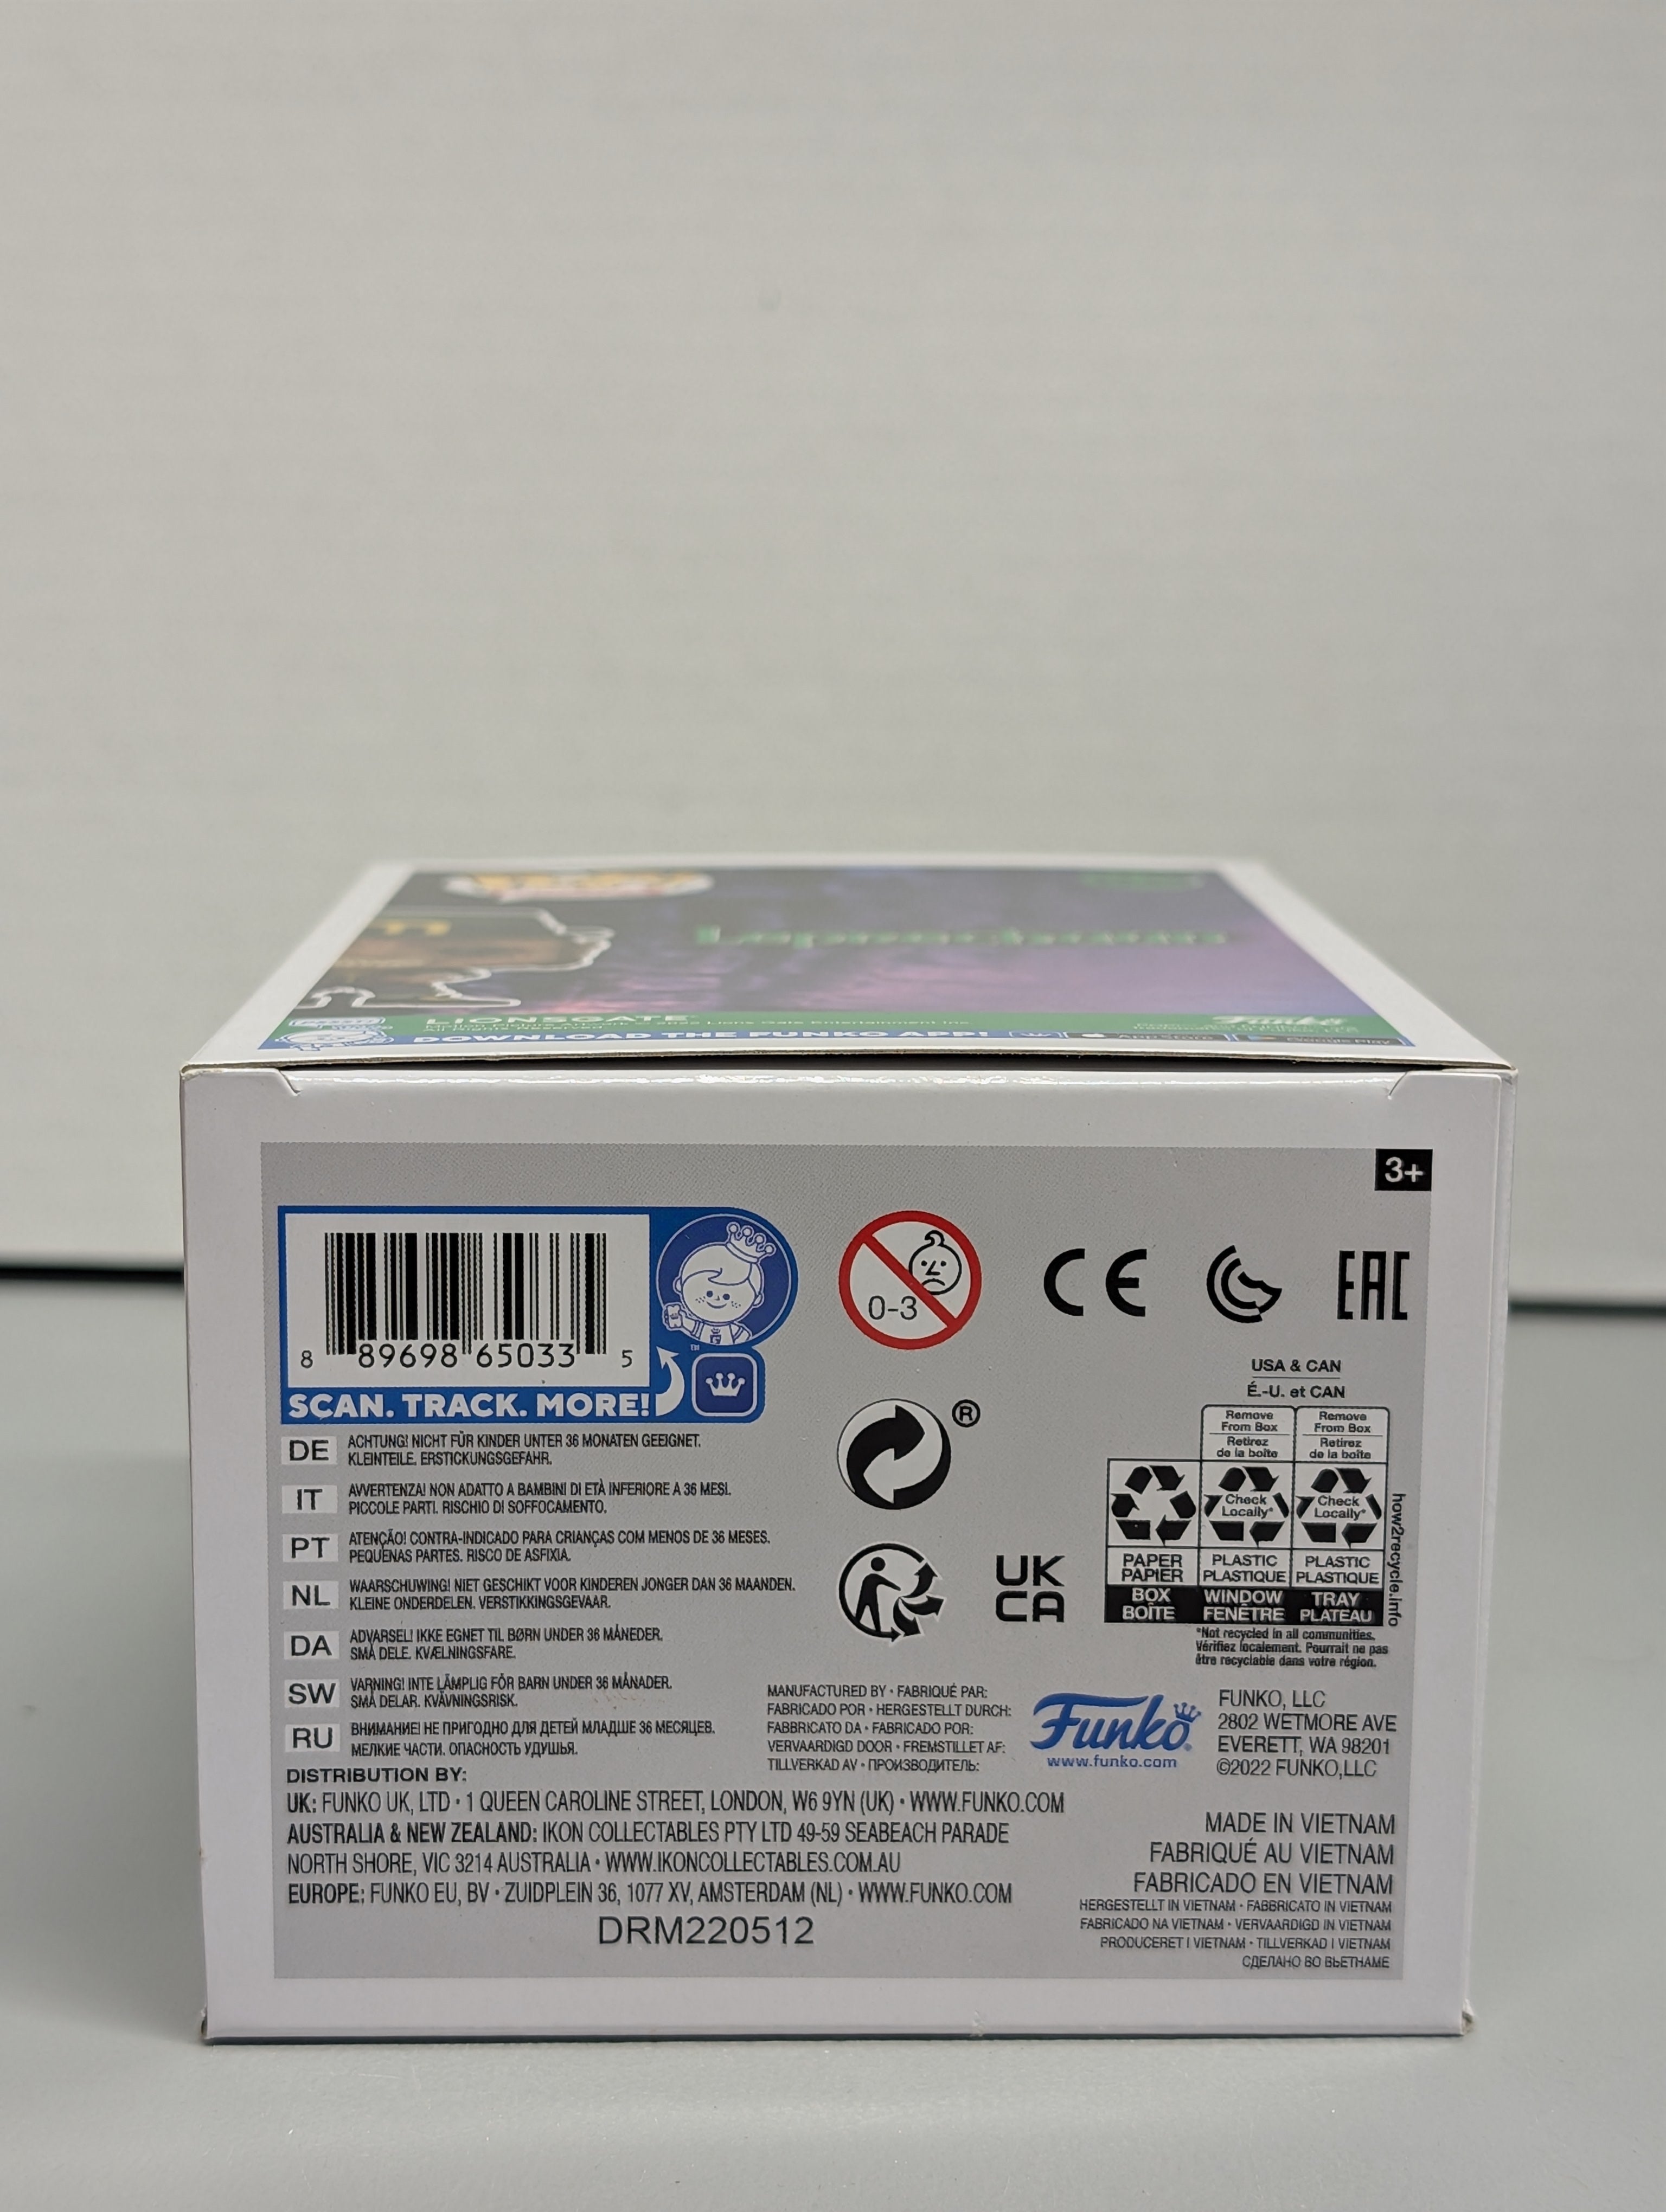 Leprechaun
LIONSGATE
DOWNLOAD THE FUNKO APP!
App Store
Google Play
Funko
3+
8 89698 65033 5
SCAN. TRACK. MORE!
TM
0-3
CE
EAC
®
USA & CAN
É.-U. et CAN
Remove From Box
Retirez de la boîte
Remove From Box
Retirez de la boîte
Check Locally*
Check Locally*
PAPER PAPIER
PLASTIC PLASTIQUE
PLASTIC PLASTIQUE
BOX BOÎTE
WINDOW FENÊTRE
TRAY PLATEAU
how2recycle.info
*Not recycled in all communities.
Vérifiez localement. Pourrait ne pas
être recyclable dans votre région.
UK
CA
DE
ACHTUNG! NICHT FÜR KINDER UNTER 36 MONATEN GEEIGNET.
KLEINTEILE. ERSTICKUNGSGEFAHR.
IT
AVVERTENZA! NON ADATTO A BAMBINI DI ETÀ INFERIORE A 36 MESI.
PICCOLE PARTI. RISCHIO DI SOFFOCAMENTO.
PT
ATENÇÃO! CONTRA-INDICADO PARA CRIANÇAS COM MENOS DE 36 MESES.
PEQUENAS PARTES. RISCO DE ASFIXIA.
NL
WAARSCHUWING! NIET GESCHIKT VOOR KINDEREN JONGER DAN 36 MAANDEN.
KLEINE ONDERDELEN. VERSTIKKINGSGEVAAR.
DA
ADVARSEL! IKKE EGNET TIL BØRN UNDER 36 MÅNEDER.
SMÅ DELE. KVÆLNINGSFARE.
SW
VARNING! INTE LÄMPLIG FÖR BARN UNDER 36 MÅNADER.
SMÅ DELAR. KVÄVNINGSRISK.
RU
ВНИМАНИЕ! НЕ ПРИГОДНО ДЛЯ ДЕТЕЙ МЛАДШЕ 36 МЕСЯЦЕВ.
МЕЛКИЕ ЧАСТИ. ОПАСНОСТЬ УДУШЬЯ.
MANUFACTURED BY • FABRIQUÉ PAR:
FABRICADO POR • HERGESTELLT DURCH:
FABBRICATO DA • FABRICADO POR:
VERVAARDIGD DOOR • FREMSTILLET AF:
TILLVERKAD AV • ПРОИЗВОДИТЕЛЬ:
Funko
www.funko.com
FUNKO, LLC
2802 WETMORE AVE
EVERETT, WA 98201
©2022 FUNKO,LLC
DISTRIBUTION BY:
UK: FUNKO UK, LTD • 1 QUEEN CAROLINE STREET, LONDON, W6 9YN (UK) • WWW.FUNKO.COM
AUSTRALIA & NEW ZEALAND: IKON COLLECTABLES PTY LTD 49-59 SEABEACH PARADE
NORTH SHORE, VIC 3214 AUSTRALIA • WWW.IKONCOLLECTABLES.COM.AU
EUROPE: FUNKO EU, BV • ZUIDPLEIN 36, 1077 XV, AMSTERDAM (NL) • WWW.FUNKO.COM
DRM220512
MADE IN VIETNAM
FABRIQUÉ AU VIETNAM
FABRICADO EN VIETNAM
HERGESTELLT IN VIETNAM • FABBRICATO IN VIETNAM
FABRICADO NA VIETNAM • VERVAARDIGD IN VIETNAM
PRODUCERET I VIETNAM • TILLVERKAD I VIETNAM
СДЕЛАНО ВО ВЬЕТНАМЕ